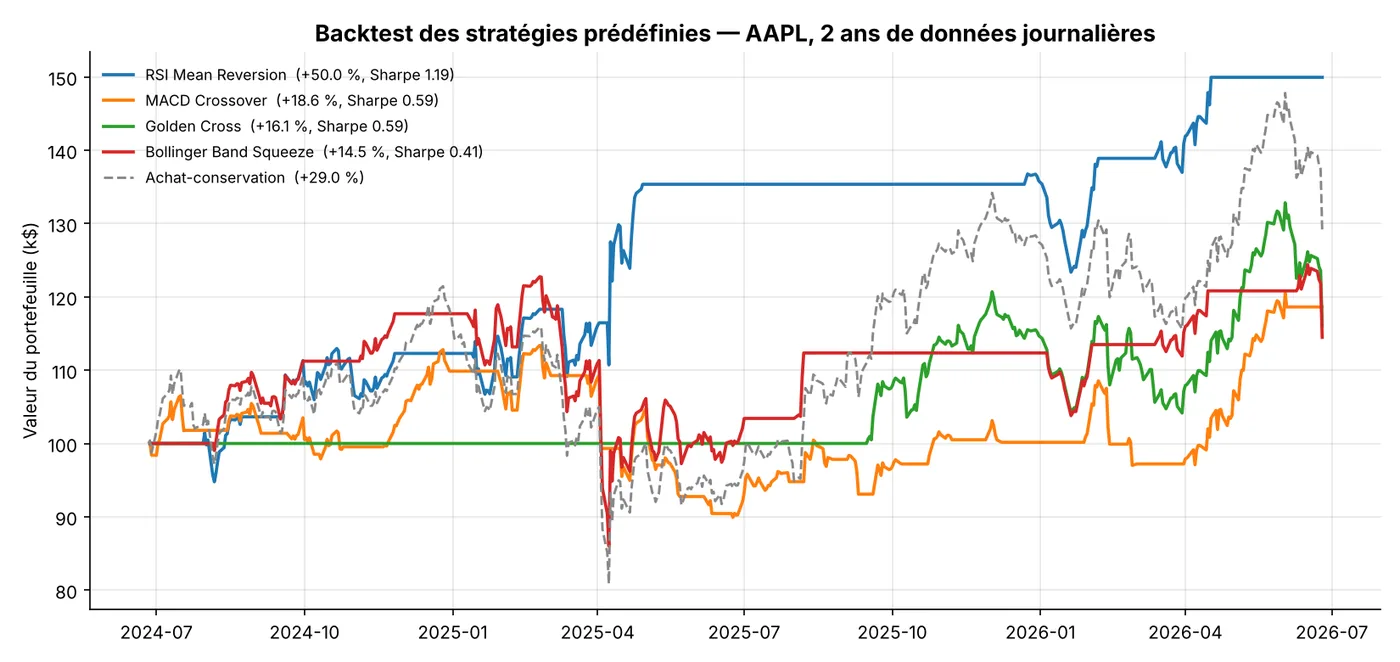 Backtest des stratégies prédéfinies — AAPL, 2 ans de données journalières
RSI Mean Reversion (+50.0 %, Sharpe 1.19)
MACD Crossover (+18.6 %, Sharpe 0.59)
Golden Cross (+16.1 %, Sharpe 0.59)
Bollinger Band Squeeze (+14.5 %, Sharpe 0.41)
Achat-conservation (+29.0 %)
Valeur du portefeuille (k$)
150
140
130
120
110
100
90
80
2024-07
2024-10
2025-01
2025-04
2025-07
2025-10
2026-01
2026-04
2026-07